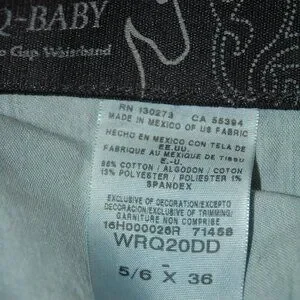 Q-BABY
Gap Waistband
RN 130273 CA 55394
MADE IN MEXICO OF US FABRIC
HECHO EN MEXICO CON TELA DE
EE.UU.
FABRIQUE AU MEXIQUE DE TISSU
E.-U.
85% COTTON / ALGODON / COTON
13% POLYESTER / POLIESTER 1%
SPANDEX
EXCLUSIVE OF DECORATION/EXCEPTO
DECORACION/EXCLUSIVE OF TRIMMING/
GARNITURE NON COMPRISE
16H000026R 71458
WRQ20DD
-
5/6 X 36